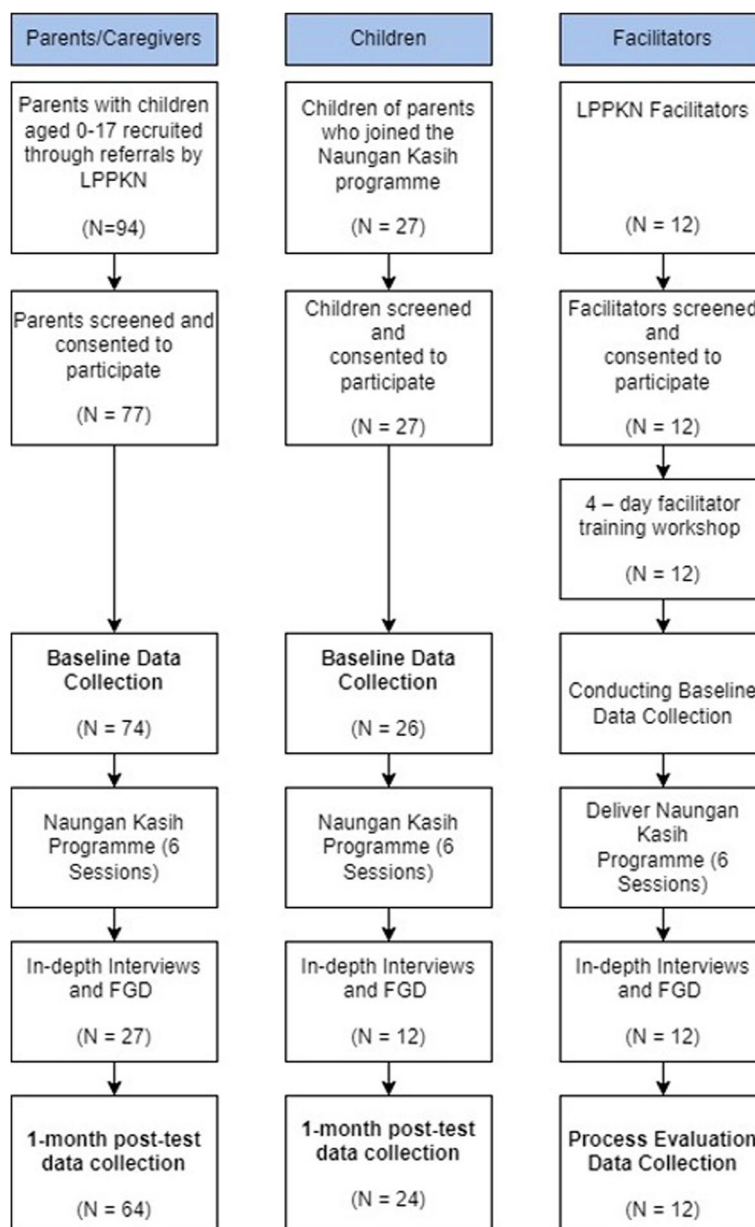 Parents/Caregivers
Parents with children
aged 0-17 recruited
through referrals by
LPPKN
(N=94)
Parents screened and
consented to
participate
(N = 77)
Baseline Data
Collection
(N = 74)
Naungan Kasih
Programme (6
Sessions)
In-depth Interviews
and FGD
(N = 27)
1-month post-test
data collection
(N = 64)
Children
Children of parents
who joined the
Naungan Kasih
programme
(N = 27)
Children screened
and
consented to
participate
(N = 27)
Baseline Data
Collection
(N = 26)
Naungan Kasih
Programme (6
Sessions)
In-depth Interviews
and FGD
(N = 12)
1-month post-test
data collection
(N = 24)
Facilitators
LPPKN Facilitators
(N = 12)
Facilitators screened
and
consented to
participate
(N = 12)
4 – day facilitator
training workshop
(N = 12)
Conducting Baseline
Data Collection
Deliver Naungan
Kasih
Programme (6
Sessions)
In-depth Interviews
and FGD
(N = 12)
Process Evaluation
Data Collection
(N = 12)